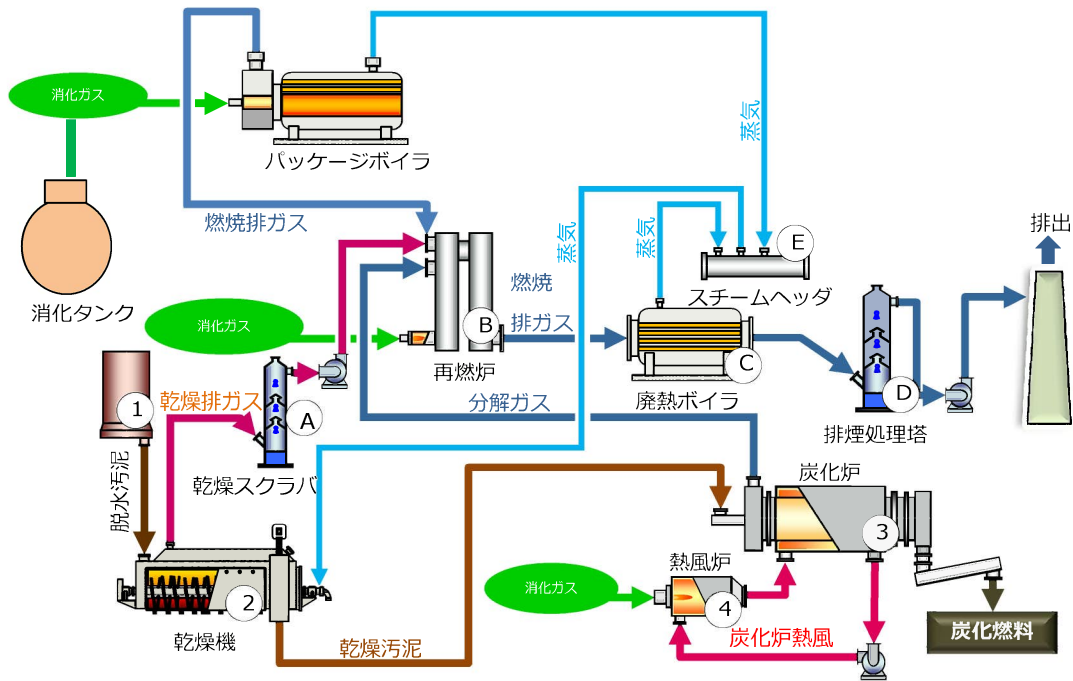 消化ガス
パッケージボイラ
蒸気
燃焼排ガス
蒸気
蒸気
E
排出
消化タンク
消化ガス
燃焼
排ガス
B
スチームヘッダ
再燃炉
C
D
1
乾燥排ガス
A
分解ガス
廃熱ボイラ
排煙処理塔
脱水汚泥
乾燥スクラバ
炭化炉
3
熱風炉
消化ガス
4
2
炭化炉熱風
炭化燃料
乾燥機
乾燥汚泥